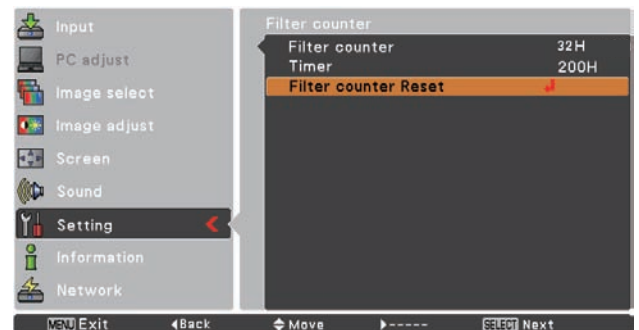 Input
PC adjust
Image select
Image adjust
Screen
Sound
Setting
Information
Network
Filter counter
Filter counter 32H
Timer 200H
Filter counter Reset
MENU Exit Back Move ----- SELECT Next